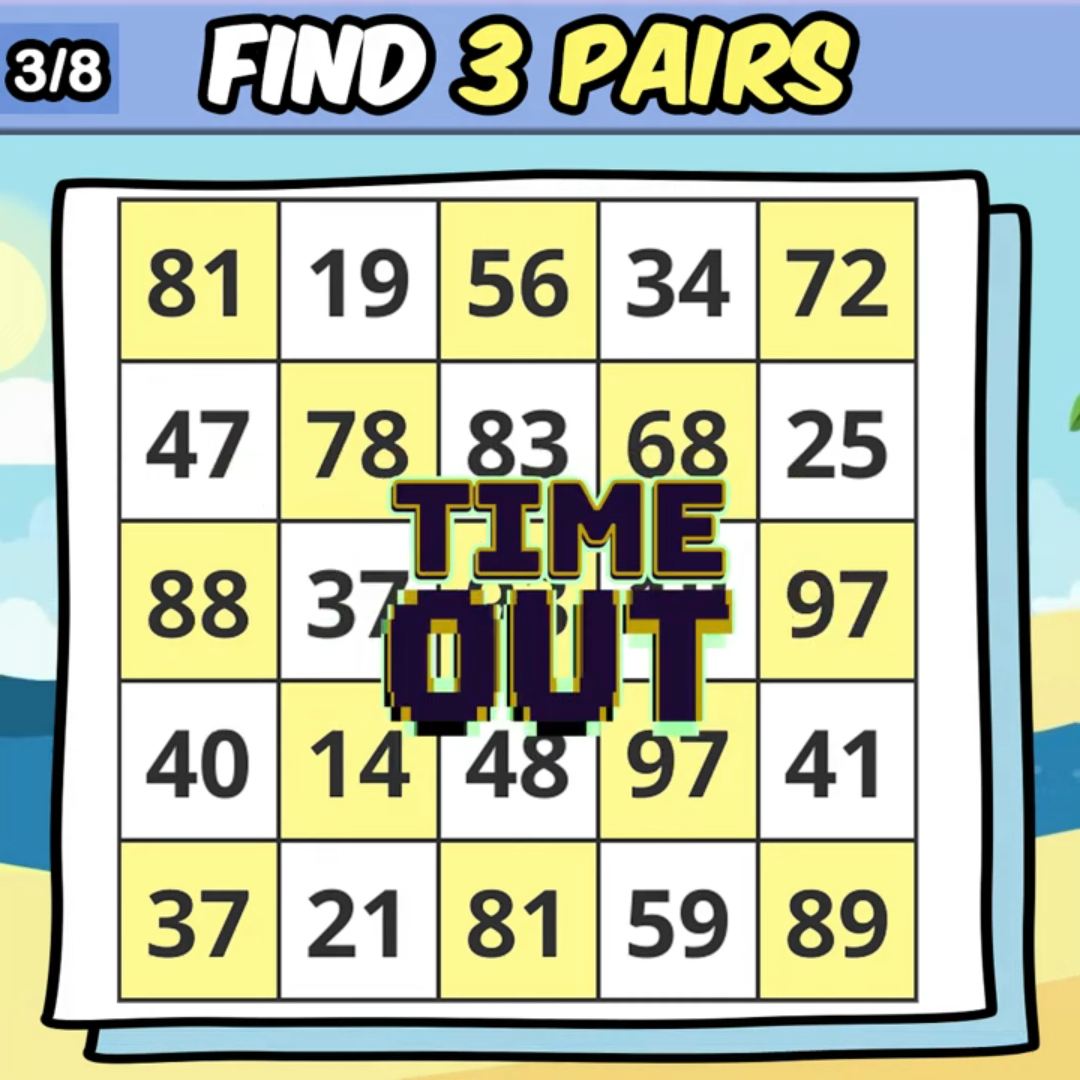 3/8 FIND 3 PAIRS
81 19 56 34 72
47 78 83 68 25
88 37 97
TIME
OUT
40 14 48 97 41
37 21 81 59 89